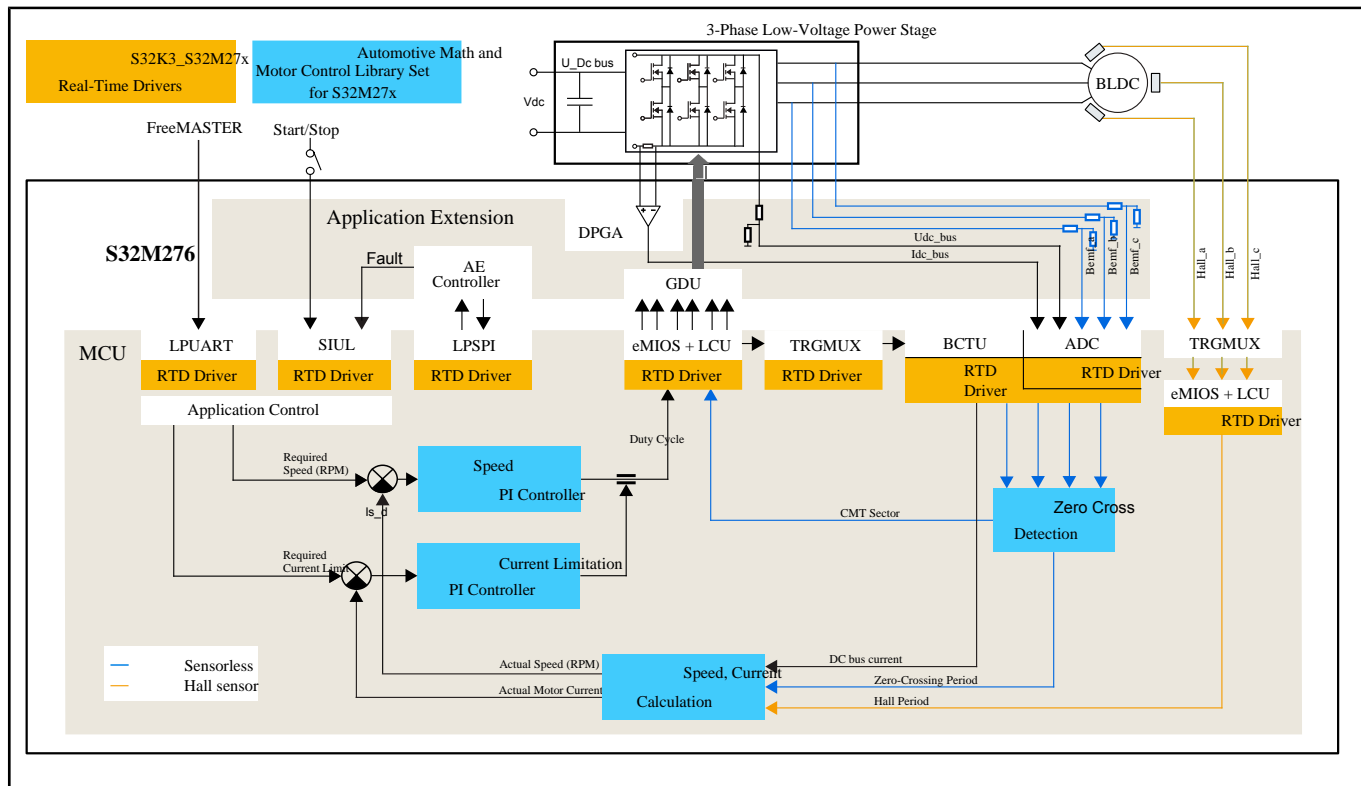 3-Phase Low-Voltage Power Stage
S32K3_S32M27x
Real-Time Drivers
Automotive Math and
Motor Control Library Set
for S32M27x
U_Dc bus
Vdc
BLDC
FreeMASTER
Start/Stop
Application Extension
DPGA
S32M276
Fault
AE
Controller
GDU
Udc_bus
Idc_bus
Bemf_a
Bemf_b
Bemf_c
Hall_a
Hall_b
Hall_c
MCU
LPUART
RTD Driver
SIUL
RTD Driver
LPSPI
RTD Driver
eMIOS + LCU
RTD Driver
TRGMUX
RTD Driver
BCTU
RTD
Driver
ADC
RTD Driver
TRGMUX
eMIOS + LCU
RTD Driver
Application Control
Duty Cycle
Required
Speed (RPM)
Speed
PI Controller
Is_d
CMT Sector
Zero Cross
Detection
Required
Current Limit
Current Limitation
PI Controller
Sensorless
Hall sensor
Actual Speed (RPM)
Actual Motor Current
Speed, Current
Calculation
DC bus current
Zero-Crossing Period
Hall Period